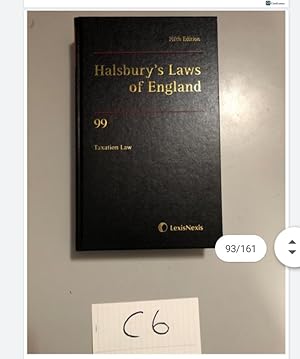 Fifth Edition
Halsbury's Laws
of England
99
Taxation Law
LexisNexis
93/161
C6